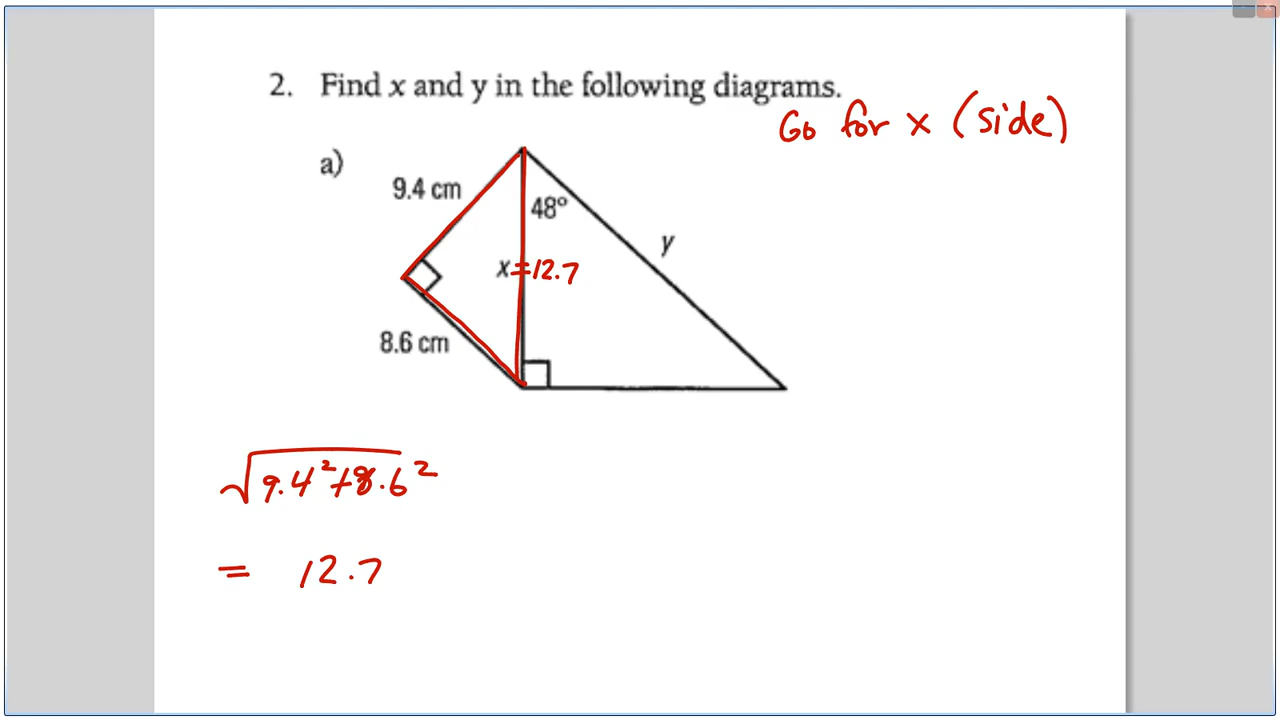 2. Find x and y in the following diagrams.
Go for x (side)
a)
9.4 cm
48°
y
x=12.7
8.6 cm
√9.4²+8.6²
= 12.7